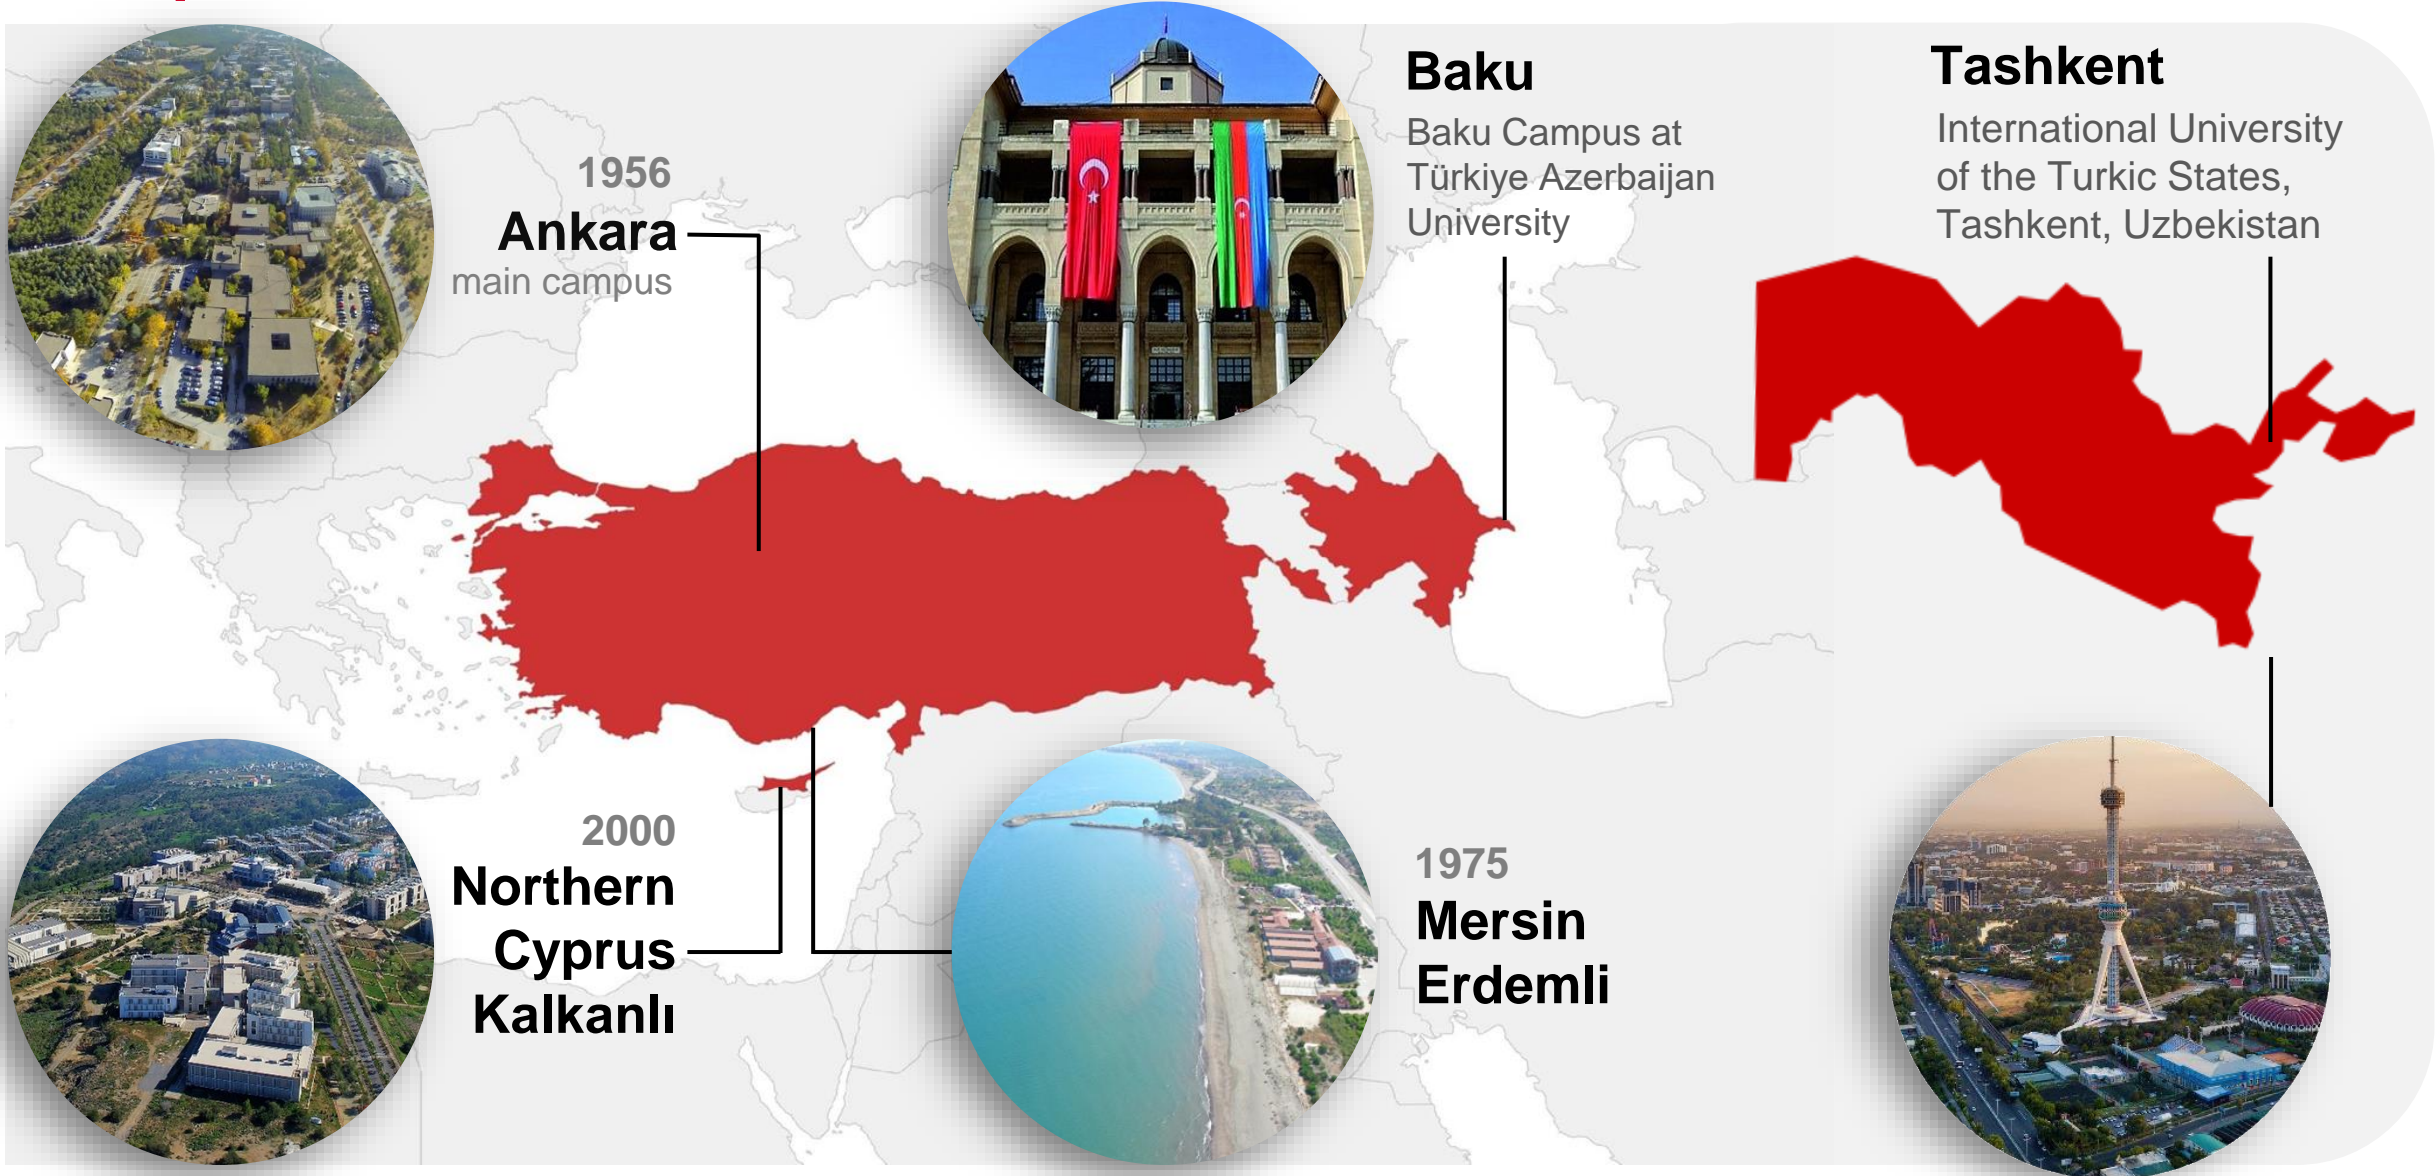 1956
Ankara
main campus
Baku
Baku Campus at
Türkiye Azerbaijan
University
Tashkent
International University
of the Turkic States,
Tashkent, Uzbekistan
2000
Northern
Cyprus
Kalkanlı
1975
Mersin
Erdemli